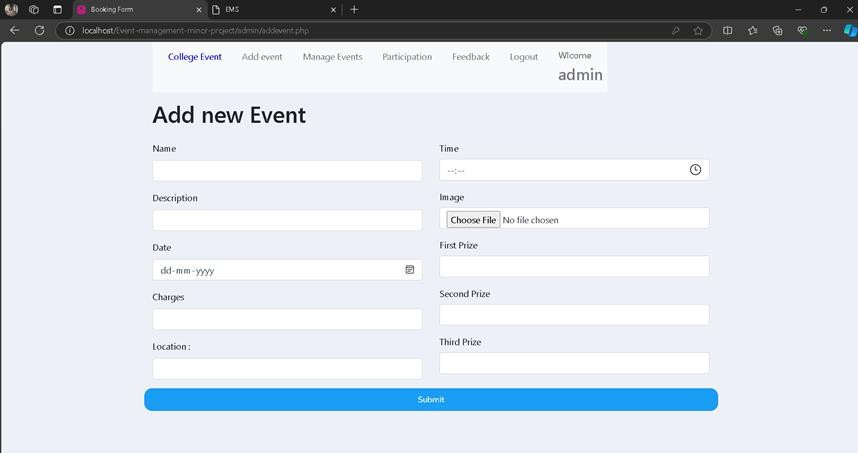 Booking Form
EMS
localhost/Event-management-minor-project/admin/addevent.php
College Event Add event Manage Events Participation Feedback Logout Wlcome
admin
Add new Event
Name
Time
--:--
Description
Image
Choose File No file chosen
Date
dd-mm-yyyy
First Prize
Charges
Second Prize
Location :
Third Prize
Submit